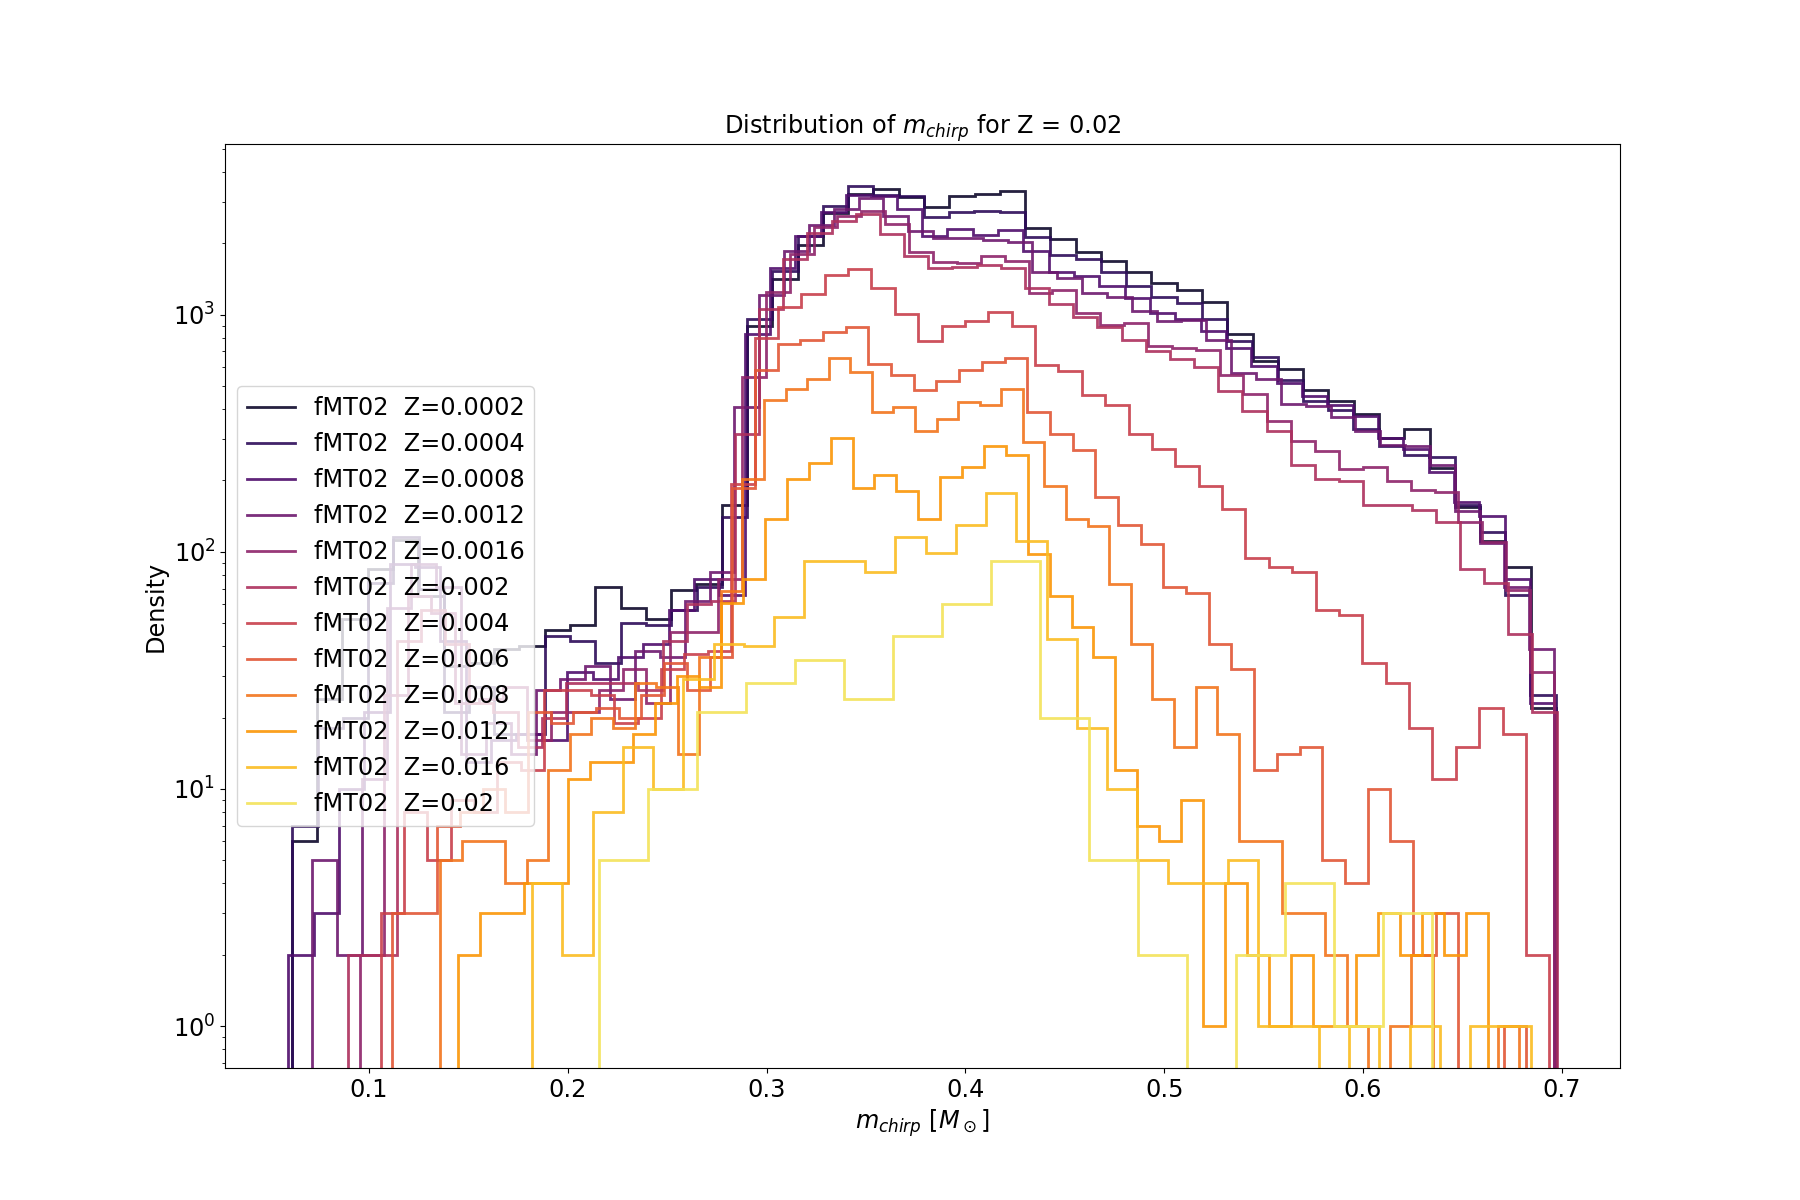 Distribution of m_chirp for Z = 0.02
Density
10^3
10^2
10^1
10^0
fMT02 Z=0.0002
fMT02 Z=0.0004
fMT02 Z=0.0008
fMT02 Z=0.0012
fMT02 Z=0.0016
fMT02 Z=0.002
fMT02 Z=0.004
fMT02 Z=0.006
fMT02 Z=0.008
fMT02 Z=0.012
fMT02 Z=0.016
fMT02 Z=0.02
0.1 0.2 0.3 0.4 0.5 0.6 0.7
m_chirp [M_⊙]